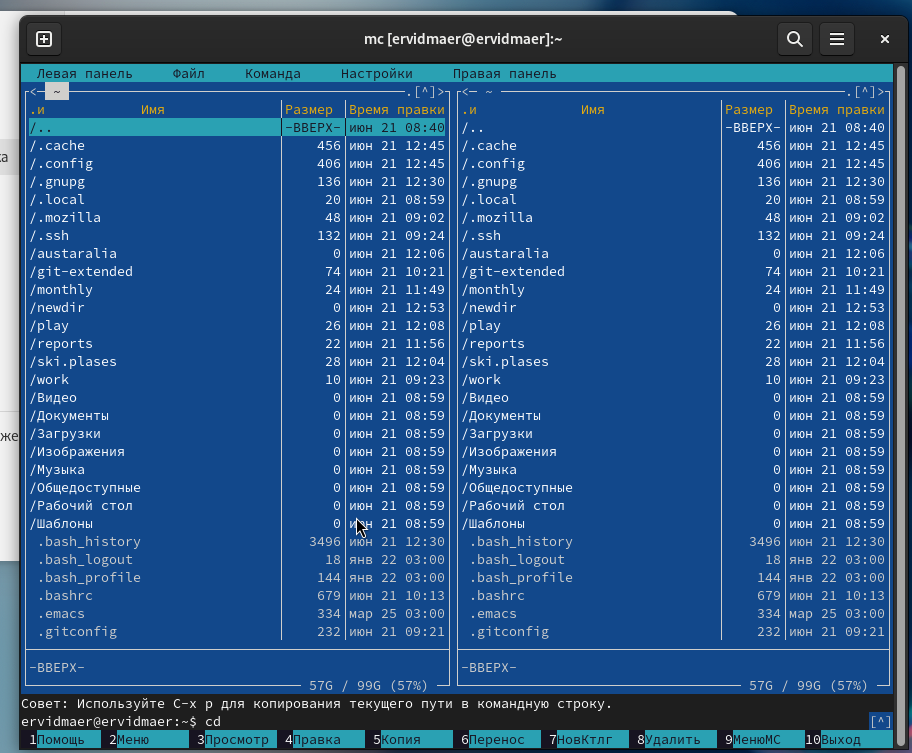 mc [ervidmaer@ervidmaer]:~
Левая панель Файл Команда Настройки Правая панель
<─ ~ .[^]> <─ ~ .[^]>
.и Имя Размер Время правки .и Имя Размер Время правки
/.. -ВВЕРХ- июн 21 08:40 /.. -ВВЕРХ- июн 21 08:40
/.cache 456 июн 21 12:45 /.cache 456 июн 21 12:45
/.config 406 июн 21 12:45 /.config 406 июн 21 12:45
/.gnupg 136 июн 21 12:30 /.gnupg 136 июн 21 12:30
/.local 20 июн 21 08:59 /.local 20 июн 21 08:59
/.mozilla 48 июн 21 09:02 /.mozilla 48 июн 21 09:02
/.ssh 132 июн 21 09:24 /.ssh 132 июн 21 09:24
/austaralia 0 июн 21 12:06 /austaralia 0 июн 21 12:06
/git-extended 74 июн 21 10:21 /git-extended 74 июн 21 10:21
/monthly 24 июн 21 11:49 /monthly 24 июн 21 11:49
/newdir 0 июн 21 12:53 /newdir 0 июн 21 12:53
/play 26 июн 21 12:08 /play 26 июн 21 12:08
/reports 22 июн 21 11:56 /reports 22 июн 21 11:56
/ski.plases 28 июн 21 12:04 /ski.plases 28 июн 21 12:04
/work 10 июн 21 09:23 /work 10 июн 21 09:23
/Видео 0 июн 21 08:59 /Видео 0 июн 21 08:59
/Документы 0 июн 21 08:59 /Документы 0 июн 21 08:59
/Загрузки 0 июн 21 08:59 /Загрузки 0 июн 21 08:59
/Изображения 0 июн 21 08:59 /Изображения 0 июн 21 08:59
/Музыка 0 июн 21 08:59 /Музыка 0 июн 21 08:59
/Общедоступные 0 июн 21 08:59 /Общедоступные 0 июн 21 08:59
/Рабочий стол 0 июн 21 08:59 /Рабочий стол 0 июн 21 08:59
/Шаблоны 0 июн 21 08:59 /Шаблоны 0 июн 21 08:59
.bash_history 3496 июн 21 12:30 .bash_history 3496 июн 21 12:30
.bash_logout 18 янв 22 03:00 .bash_logout 18 янв 22 03:00
.bash_profile 144 янв 22 03:00 .bash_profile 144 янв 22 03:00
.bashrc 679 июн 21 10:13 .bashrc 679 июн 21 10:13
.emacs 334 мар 25 03:00 .emacs 334 мар 25 03:00
.gitconfig 232 июн 21 09:21 .gitconfig 232 июн 21 09:21
-ВВЕРХ- -ВВЕРХ-
57G / 99G (57%) 57G / 99G (57%)
Совет: Используйте C-x p для копирования текущего пути в командную строку.
ervidmaer@ervidmaer:~$ cd [^]
1Помощь 2Меню 3Просмотр 4Правка 5Копия 6Перенос 7НовКтлг 8Удалить 9МенюМС 10Выход